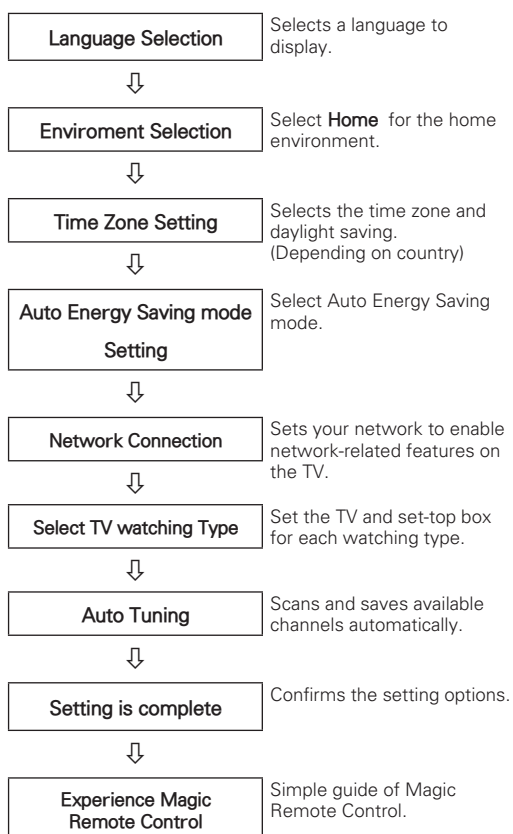 Language Selection
Selects a language to
display.
⇩
Enviroment Selection
Select Home for the home
environment.
⇩
Time Zone Setting
Selects the time zone and
daylight saving.
(Depending on country)
⇩
Auto Energy Saving mode
Setting
Select Auto Energy Saving
mode.
⇩
Network Connection
Sets your network to enable
network-related features on
the TV.
⇩
Select TV watching Type
Set the TV and set-top box
for each watching type.
⇩
Auto Tuning
Scans and saves available
channels automatically.
⇩
Setting is complete
Confirms the setting options.
⇩
Experience Magic
Remote Control
Simple guide of Magic
Remote Control.